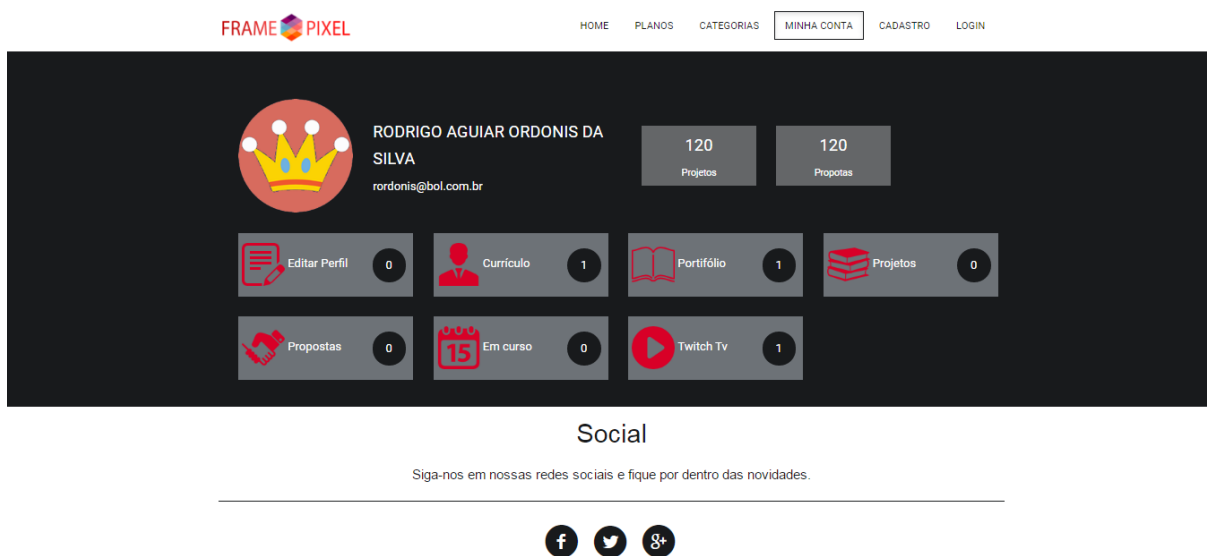 FRAME PIXEL
HOME PLANOS CATEGORIAS MINHA CONTA CADASTRO LOGIN
RODRIGO AGUIAR ORDONIS DA
SILVA
rordonis@bol.com.br
120
Projetos
120
Propotas
Editar Perfil 0
Currículo 1
Portifólio 1
Projetos 0
Propostas 0
15 Em curso 0
Twitch Tv 1
Social
Siga-nos em nossas redes sociais e fique por dentro das novidades.
f g+